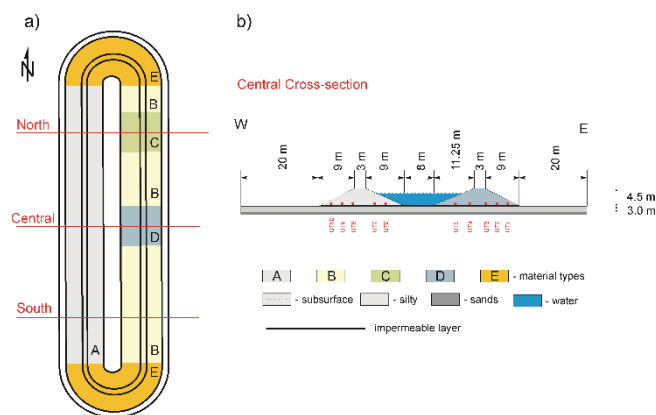 a)
N
E
B
North
C
B
Central
D
South
A
B
E
b)
Central Cross-section
W
E
20 m
9 m
3 m
9 m
8 m
11.25 m
3 m
9 m
20 m
4.5 m
3.0 m
A
B
C
D
E
- material types
- subsurface
- silty
- sands
- water
impermeable layer